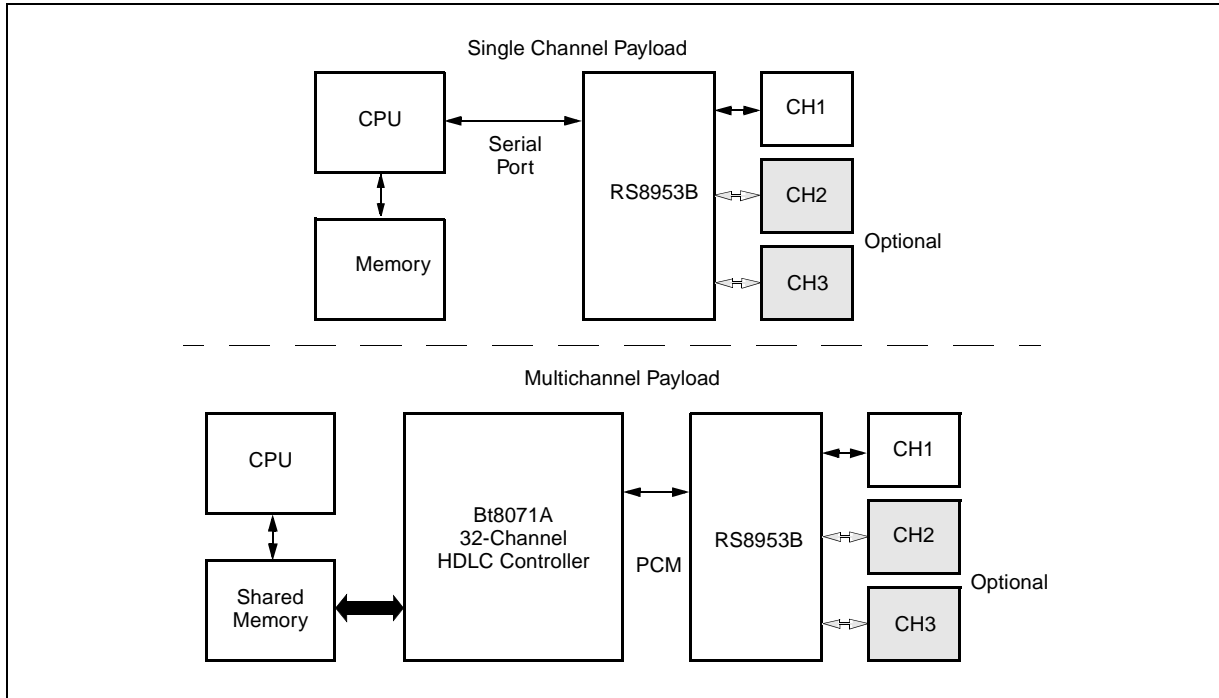 Single Channel Payload
CPU
Serial
Port
Memory
RS8953B
CH1
CH2
CH3
Optional
Multichannel Payload
CPU
Shared
Memory
Bt8071A
32-Channel
HDLC Controller
PCM
RS8953B
CH1
CH2
CH3
Optional